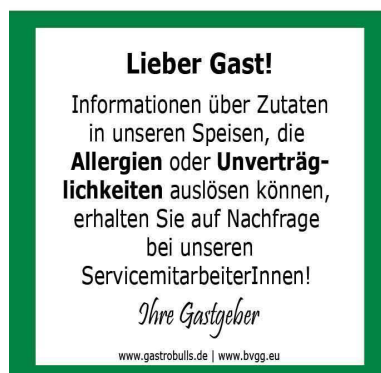 Lieber Gast!
Informationen über Zutaten
in unseren Speisen, die
Allergien oder Unverträg-
lichkeiten auslösen können,
erhalten Sie auf Nachfrage
bei unseren
ServicemitarbeiterInnen!
Ihre Gastgeber
www.gastrobulls.de | www.bvgg.eu